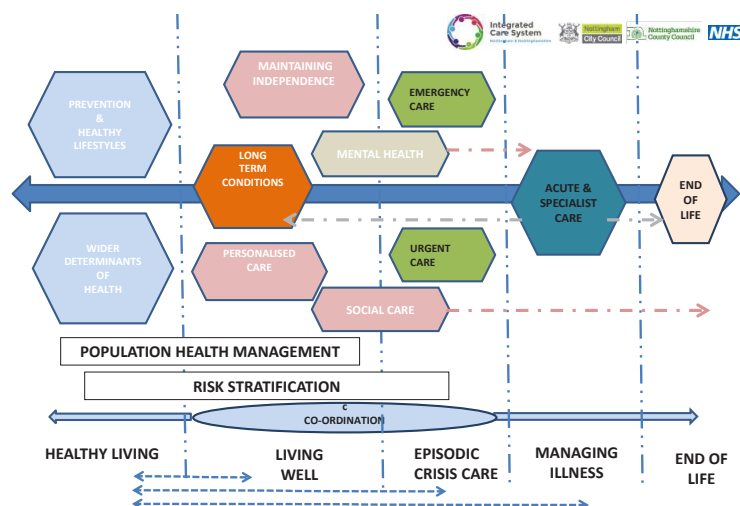 Integrated
Care System
Nottingham & Nottinghamshire
Nottingham
City Council
Nottinghamshire
County Council
NHS
MAINTAINING
INDEPENDENCE
PREVENTION
&
HEALTHY
LIFESTYLES
EMERGENCY
CARE
LONG
TERM
CONDITIONS
MENTAL HEALTH
ACUTE &
SPECIALIST
CARE
END
OF
LIFE
WIDER
DETERMINANTS
OF
HEALTH
PERSONALISED
CARE
URGENT
CARE
SOCIAL CARE
POPULATION HEALTH MANAGEMENT
RISK STRATIFICATION
c
CO-ORDINATION
HEALTHY LIVING
LIVING
WELL
EPISODIC
CRISIS CARE
MANAGING
ILLNESS
END OF
LIFE